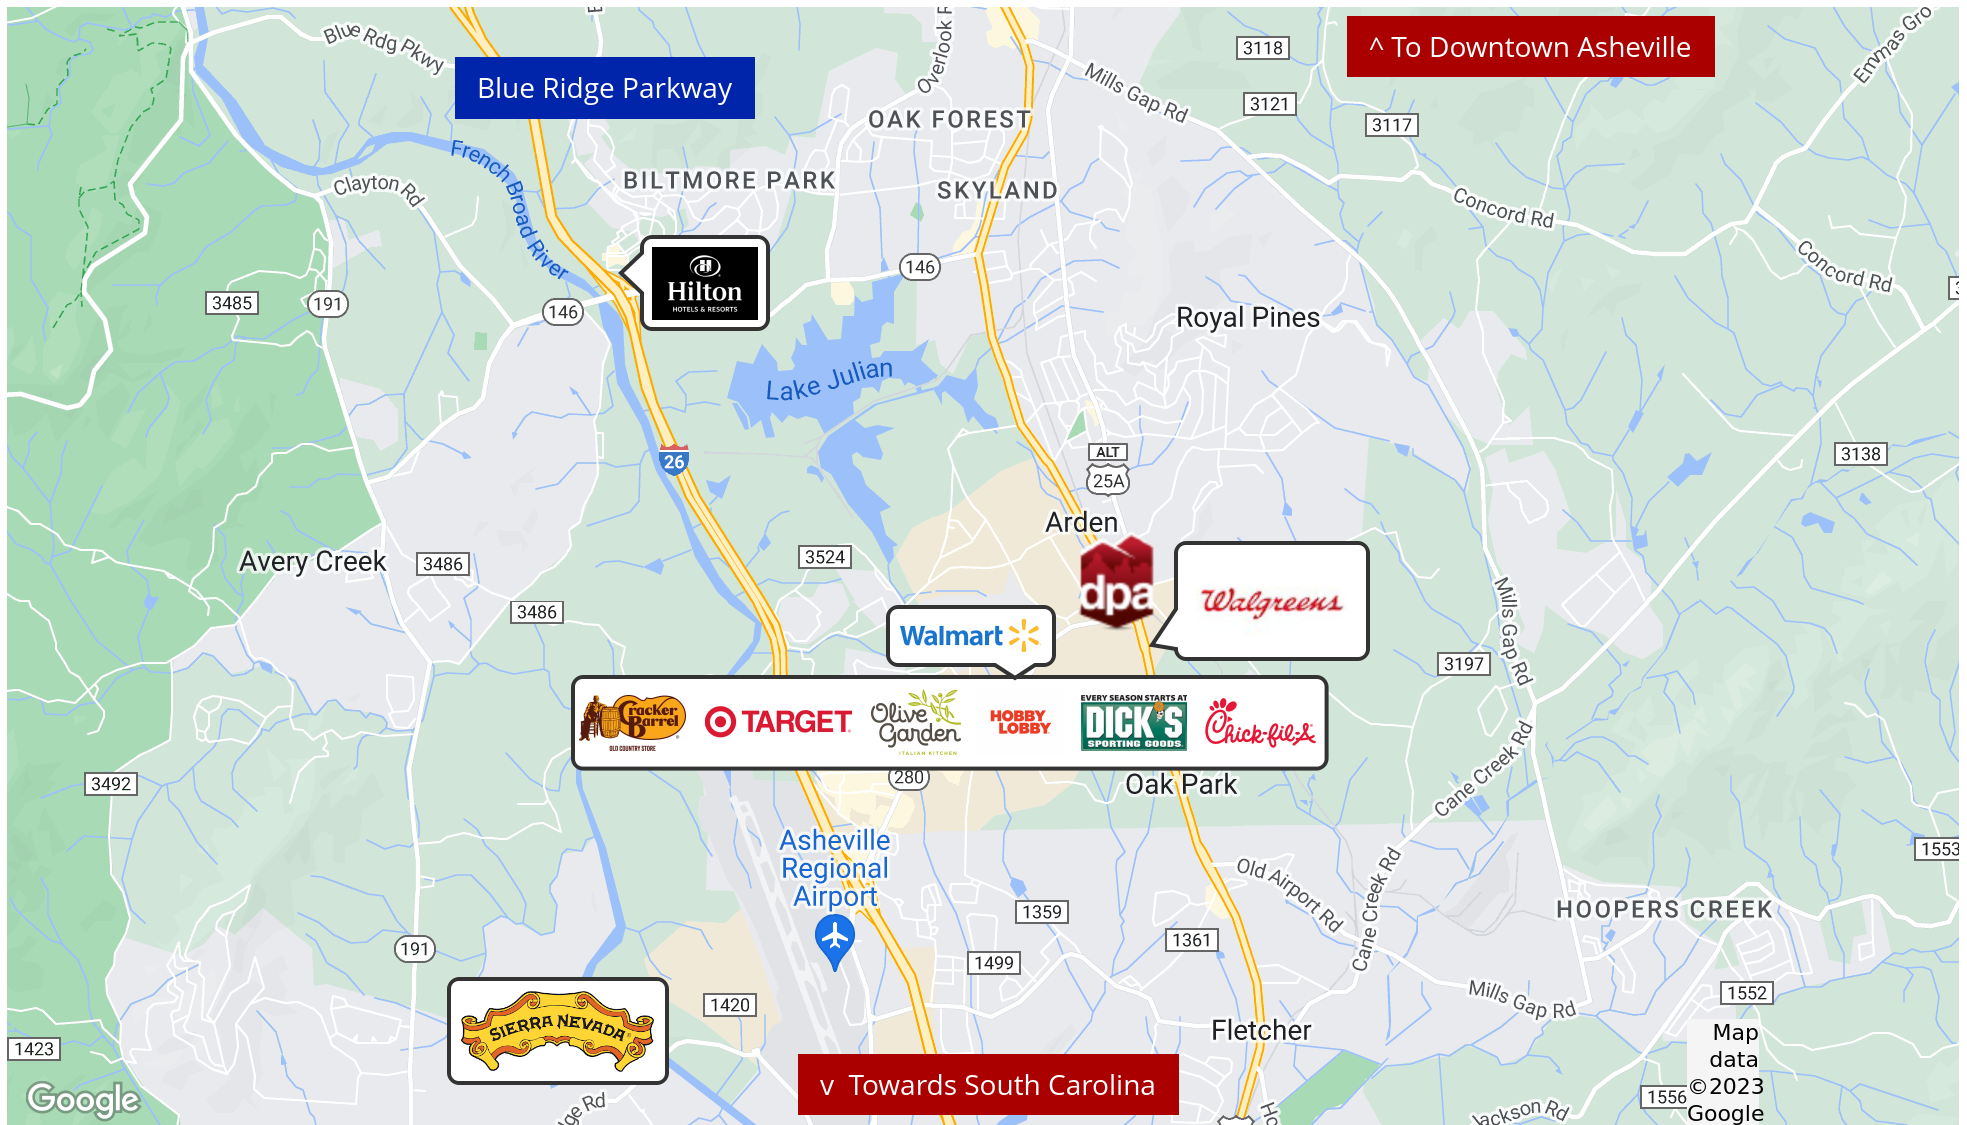 Blue Rdg Pkwy
Overlook R
3118
^ To Downtown Asheville
Emmas Gro
Blue Ridge Parkway
Mills Gap Rd
3121
OAK FOREST
3117
French Broad River
Clayton Rd
BILTMORE PARK
SKYLAND
Concord Rd
Concord Rd
146
3485
191
146
Hilton
HOTELS & RESORTS
Royal Pines
Lake Julian
26
ALT
25A
3138
Arden
Avery Creek
3486
3524
dpa
Walgreens
3486
Walmart
Mills Gap Rd
3197
Cracker
Barrel
OLD COUNTRY STORE
TARGET
Olive
Garden
ITALIAN KITCHEN
HOBBY
LOBBY
EVERY SEASON STARTS AT
DICK'S
SPORTING GOODS
Chick-fil-A
Cane Creek Rd
3492
280
Oak Park
Asheville
Regional
Airport
1553
Old Airport Rd
Cane Creek Rd
1359
HOOPERS CREEK
191
1361
1499
1420
Mills Gap Rd
1552
SIERRA NEVADA
Fletcher
1423
v Towards South Carolina
Google
ge Rd
Ho
Jackson Rd
1556
Map
data
©2023
Google